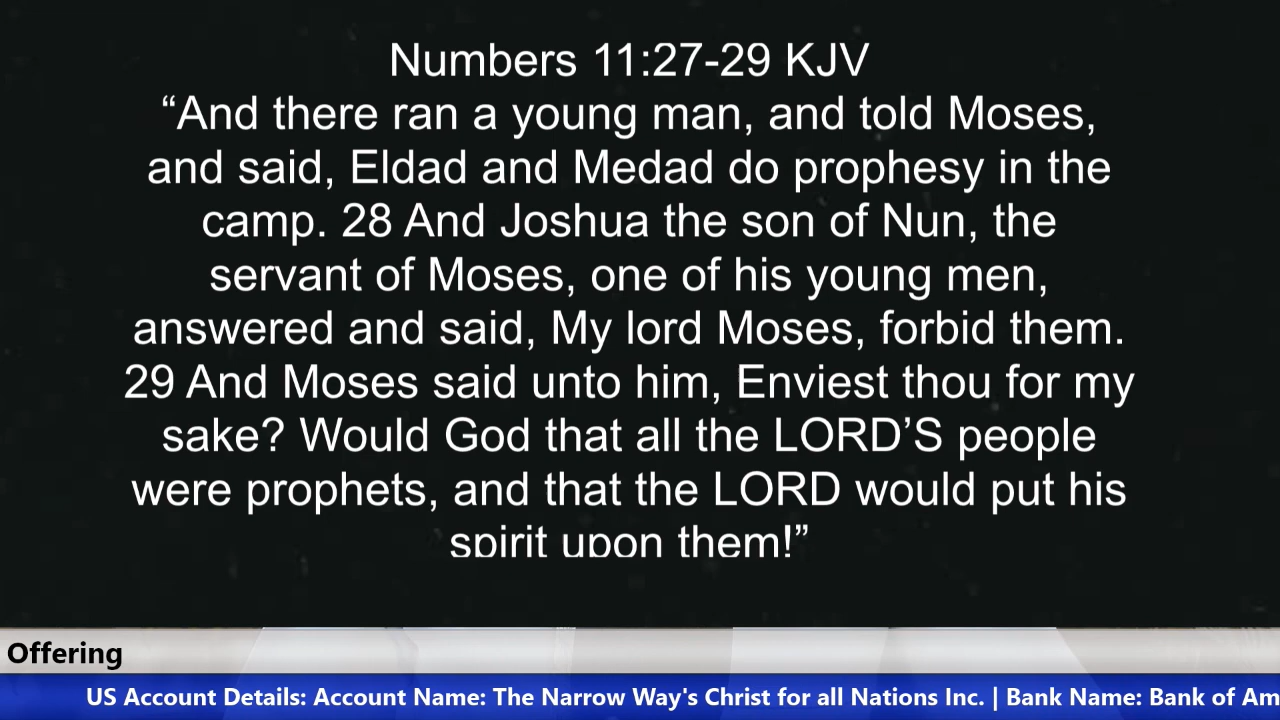 Numbers 11:27-29 KJV
“And there ran a young man, and told Moses,
and said, Eldad and Medad do prophesy in the
camp. 28 And Joshua the son of Nun, the
servant of Moses, one of his young men,
answered and said, My lord Moses, forbid them.
29 And Moses said unto him, Enviest thou for my
sake? Would God that all the LORD’S people
were prophets, and that the LORD would put his
spirit upon them!”
Offering
US Account Details: Account Name: The Narrow Way's Christ for all Nations Inc. | Bank Name: Bank of Am